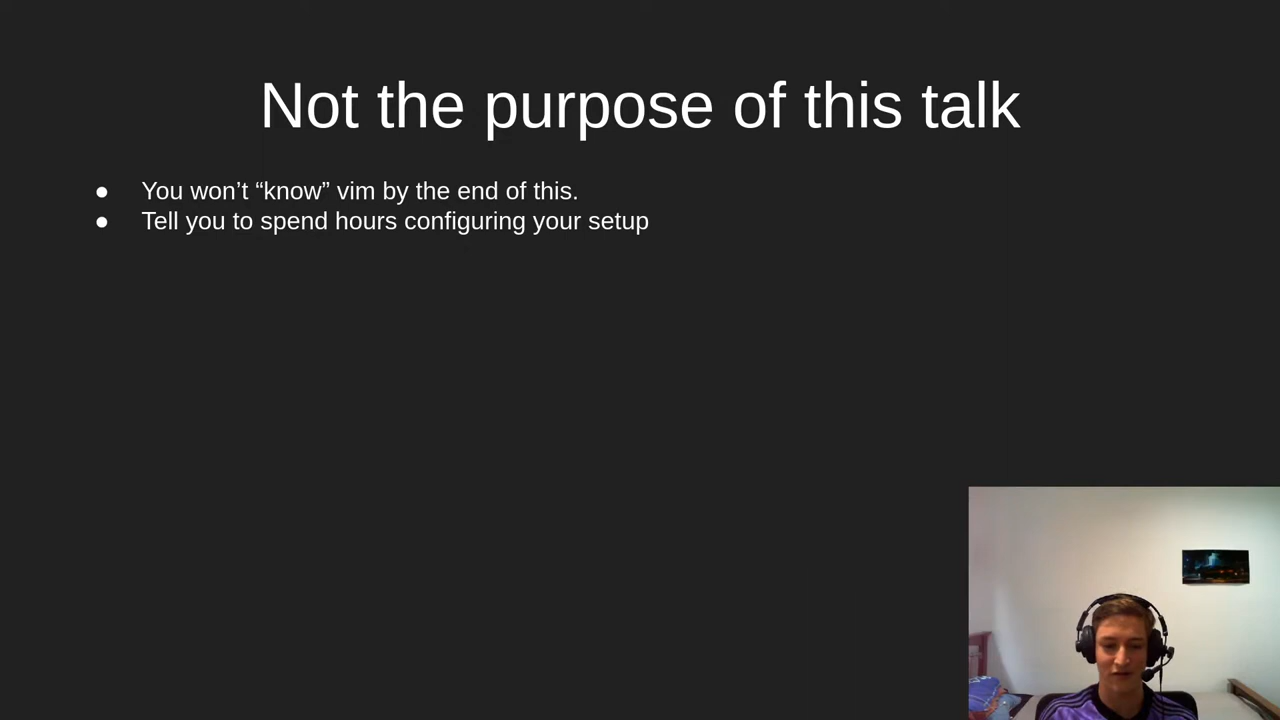 Not the purpose of this talk
● You won’t “know” vim by the end of this.
● Tell you to spend hours configuring your setup